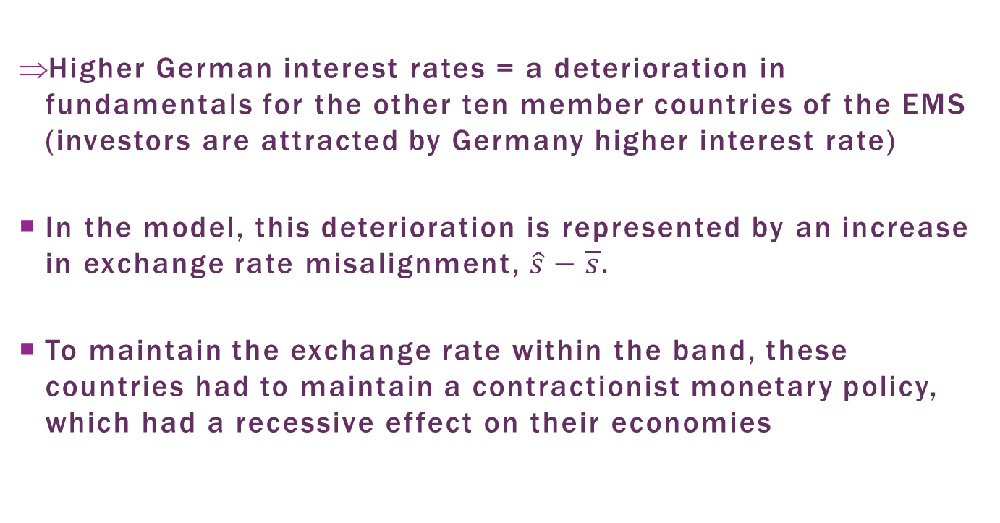 ⇒Higher German interest rates = a deterioration in
fundamentals for the other ten member countries of the EMS
(investors are attracted by Germany higher interest rate)
▪ In the model, this deterioration is represented by an increase
in exchange rate misalignment, ŝ − s̅.
▪ To maintain the exchange rate within the band, these
countries had to maintain a contractionist monetary policy,
which had a recessive effect on their economies